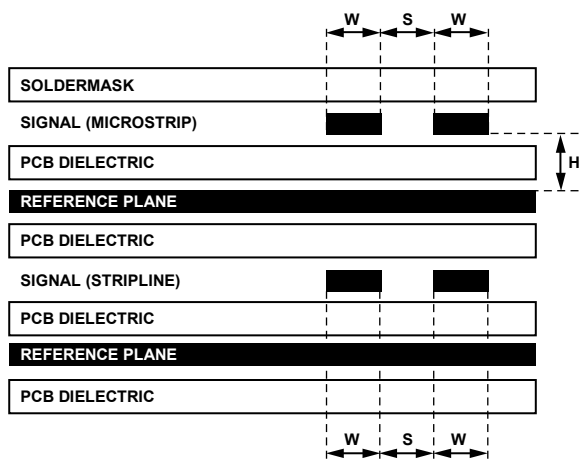 W S W
SOLDERMASK
SIGNAL (MICROSTRIP)
H
PCB DIELECTRIC
REFERENCE PLANE
PCB DIELECTRIC
SIGNAL (STRIPLINE)
PCB DIELECTRIC
REFERENCE PLANE
PCB DIELECTRIC
W S W